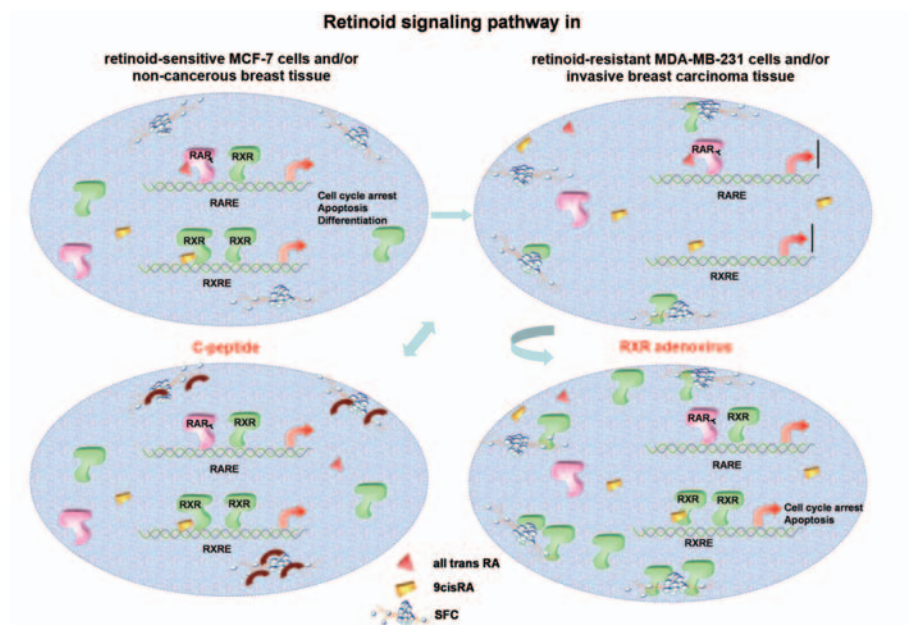 Retinoid signaling pathway in
retinoid-sensitive MCF-7 cells and/or
non-cancerous breast tissue
retinoid-resistant MDA-MB-231 cells and/or
invasive breast carcinoma tissue
RAR
RXR
RARE
Cell cycle arrest
Apoptosis
Differentiation
RXR
RXR
RXRE
RAR
RARE
RXRE
C-peptide
RXR adenoxirus
RAR
RXR
RARE
RXR
RXR
RXRE
RAR
RXR
RARE
RXR
RXR
Cell cycle arrest
Apoptosis
RXRE
all trans RA
9cisRA
SFC